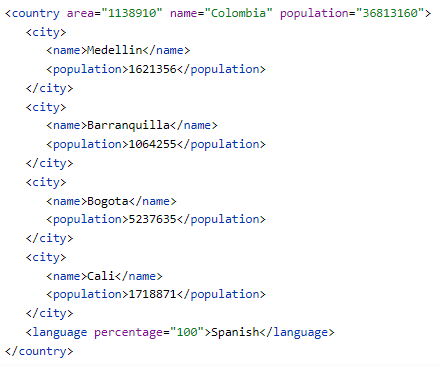 <country area="1138910" name="Colombia" population="36813160">
<city>
<name>Medellin</name>
<population>1621356</population>
</city>
<city>
<name>Barranquilla</name>
<population>1064255</population>
</city>
<city>
<name>Bogota</name>
<population>5237635</population>
</city>
<city>
<name>Cali</name>
<population>1718871</population>
</city>
<language percentage="100">Spanish</language>
</country>